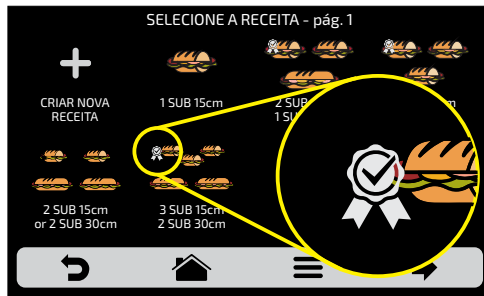 SELECIONE A RECEITA - pág. 1
CRIAR NOVA
RECEITA
1 SUB 15cm
2 SUB
1 SU
m
2 SUB 15cm
or 2 SUB 30cm
3 SUB 15cm
2 SUB 30cm